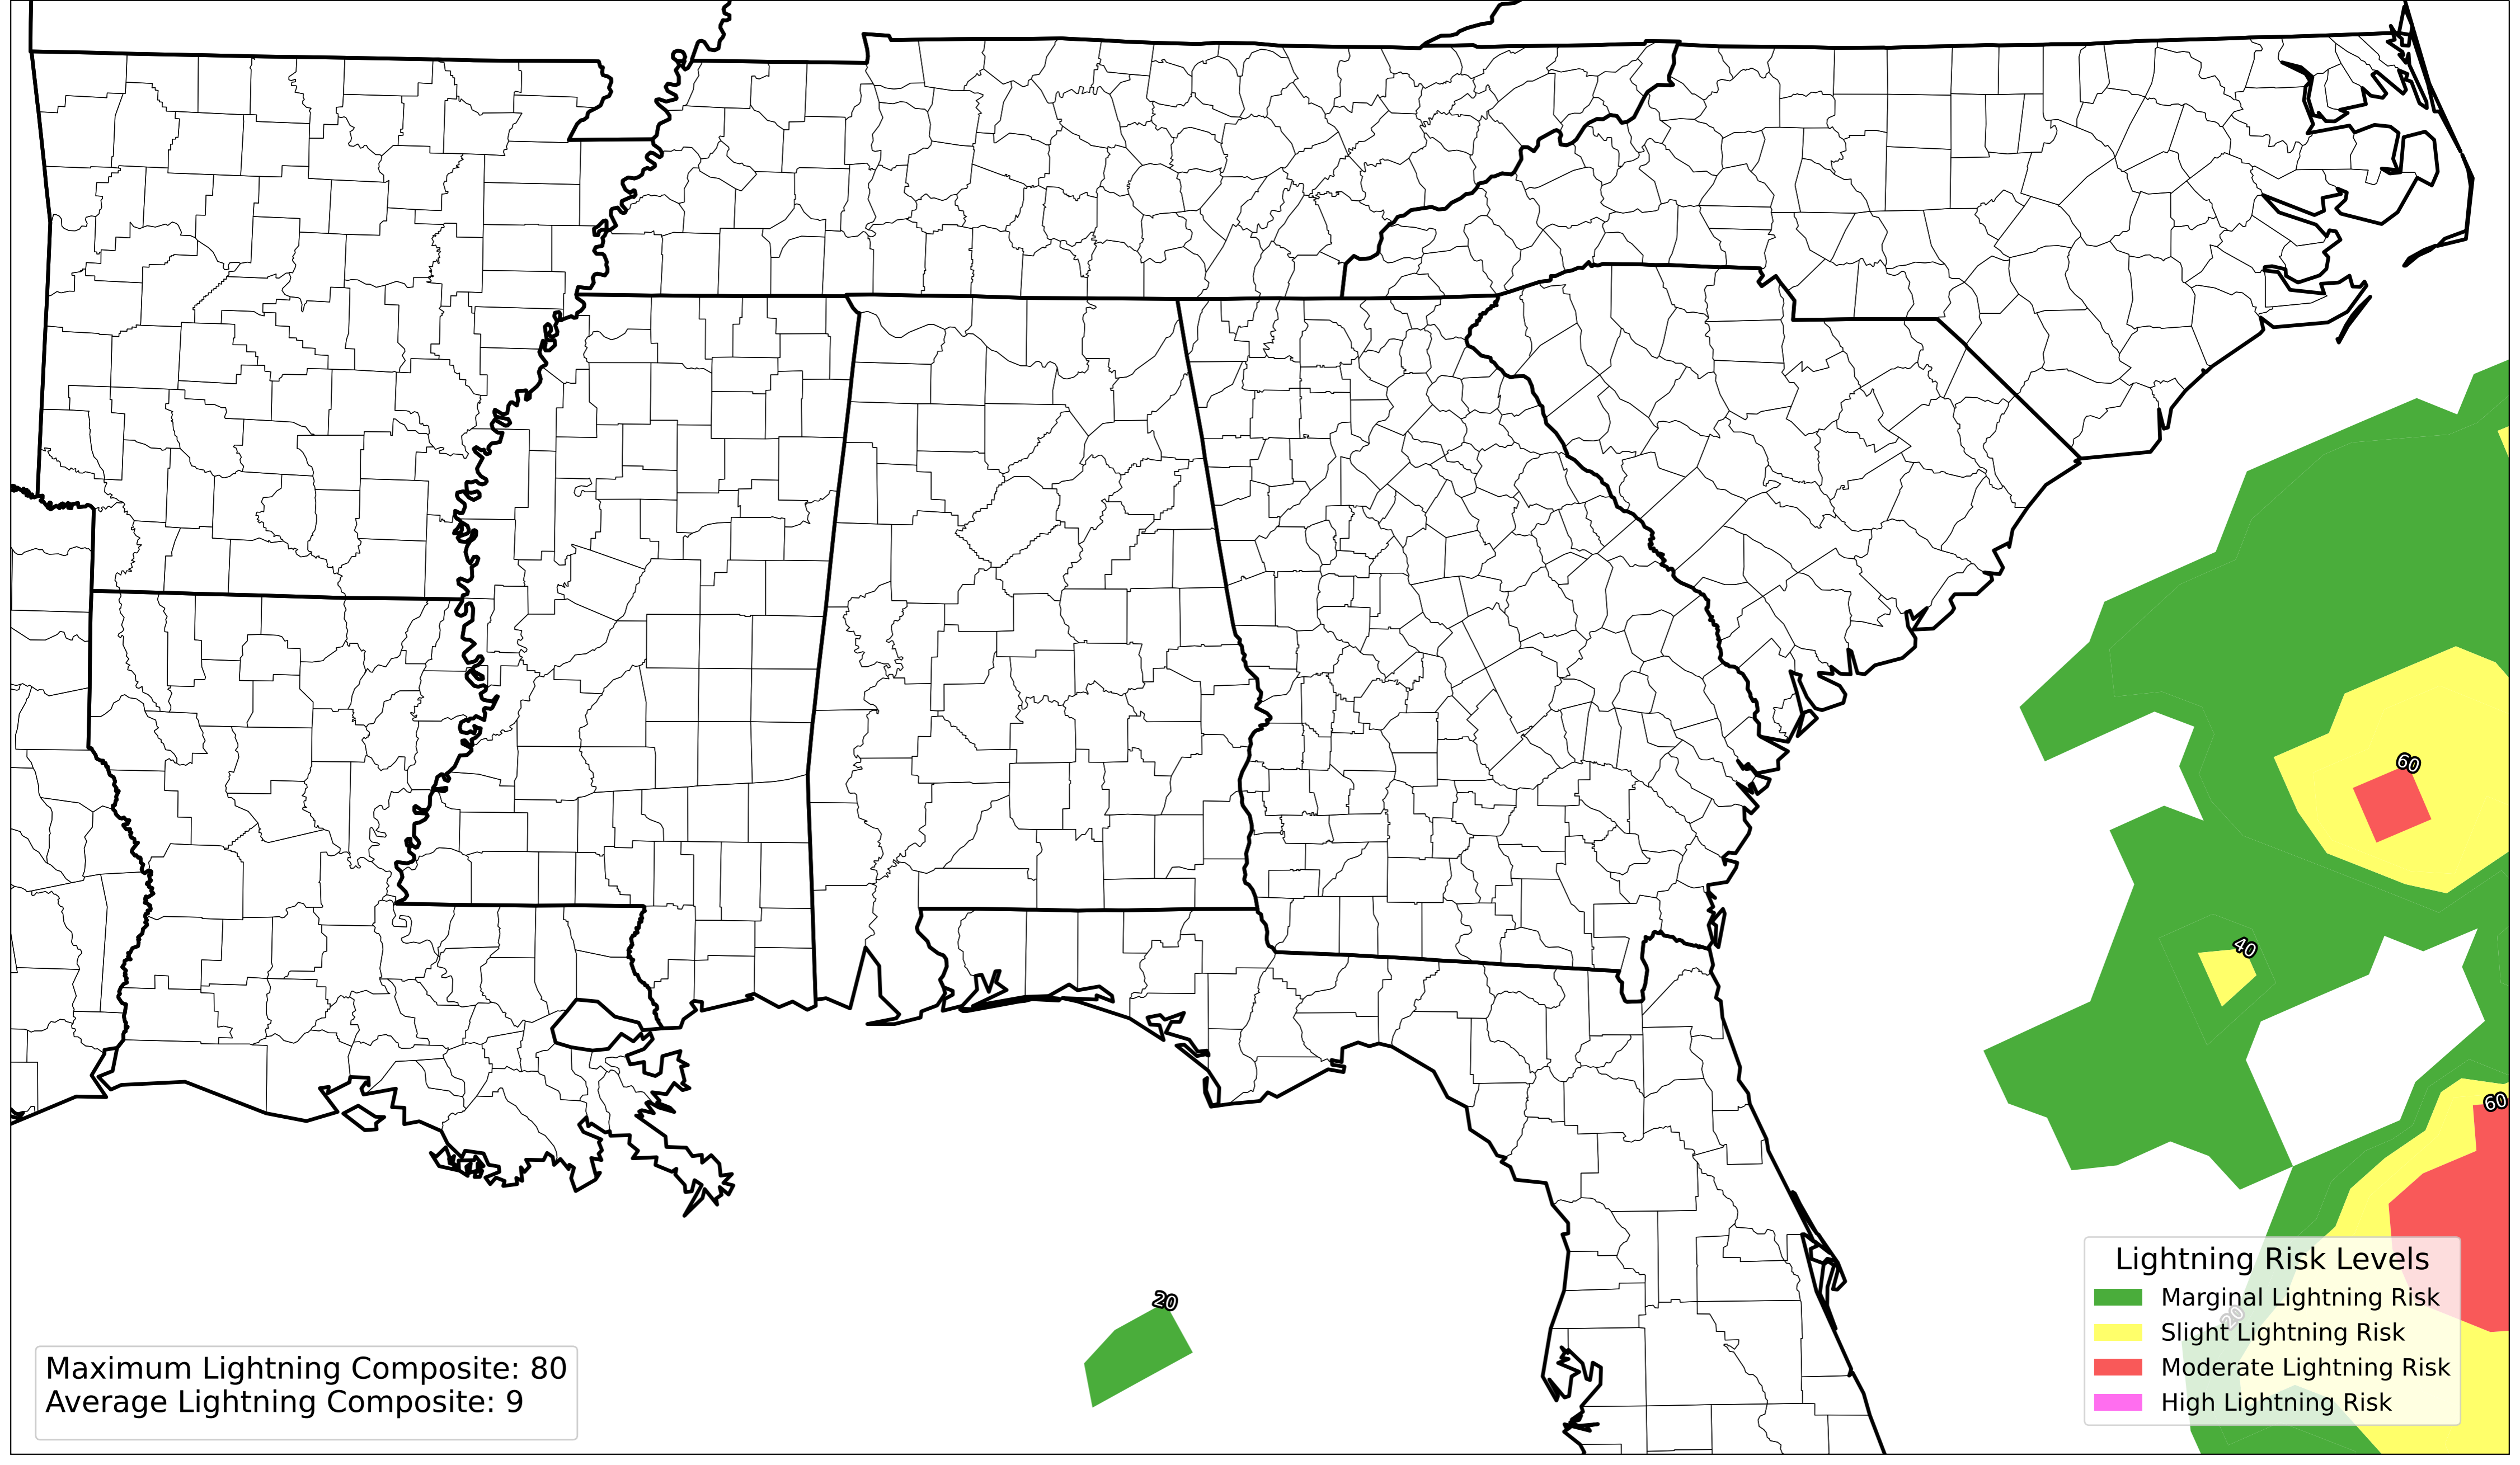 60
40
60
20
Lightning Risk Levels
Marginal Lightning Risk
20
Slight Lightning Risk
Moderate Lightning Risk
High Lightning Risk
Maximum Lightning Composite: 80
Average Lightning Composite: 9